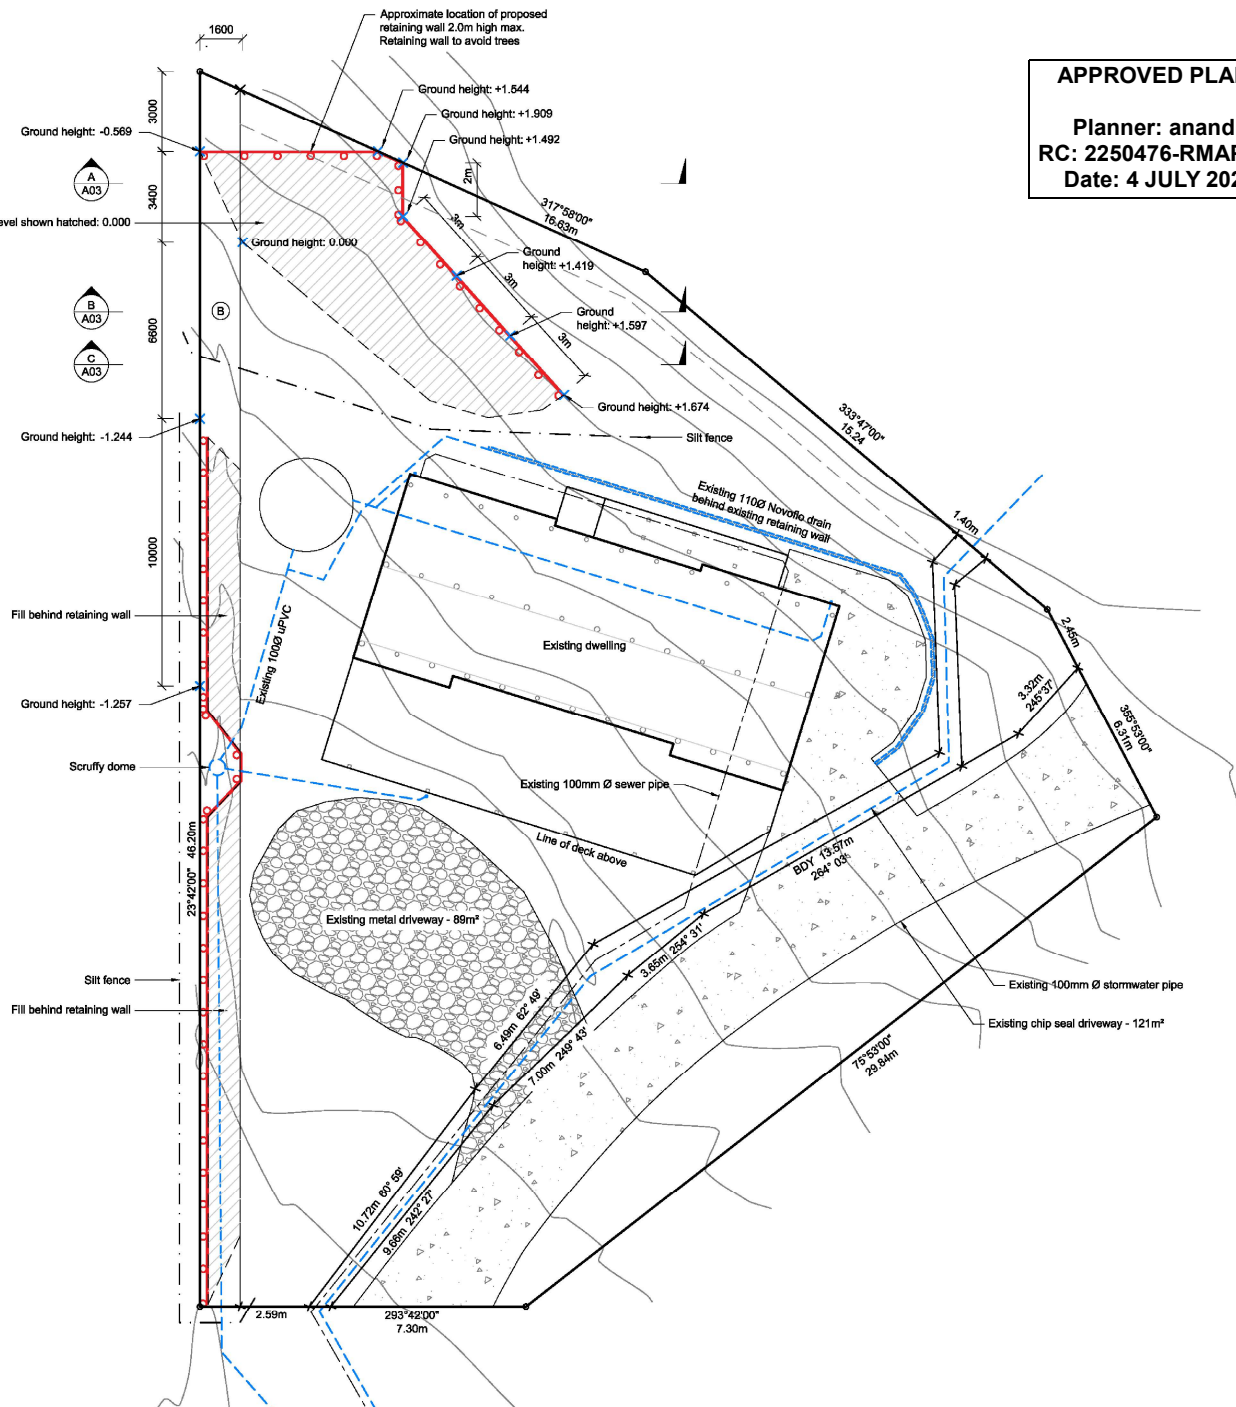 1600
Approximate location of proposed
retaining wall 2.0m high max.
Retaining wall to avoid trees
APPROVED PLA
Planner: anand
RC: 2250476-RMA
Date: 4 JULY 202
3000
Ground height: +1.544
Ground height: +1.909
Ground height: -0.569
Ground height: +1.492
A
A03
3400
2m
317°58'00"
16.63m
evel shown hatched: 0.000
3m
Ground height: 0.000
Ground
height: +1.419
3m
B
A03
B
6600
Ground
height: +1.597
3m
C
A03
Ground height: +1.674
333°47'00"
15.24
Ground height: -1.244
Silt fence
Existing 110Ø Novoflo drain
behind existing retaining wall
1.40m
10000
Fill behind retaining wall
Existing 100Ø uPVC
Existing dwelling
2.45m
3.32m
245°37'
355°53'00"
6.31m
Ground height: -1.257
Scruffy dome
Existing 100mm Ø sewer pipe
Line of deck above
23°42'00" 46.20m
BDY 13.57m
264° 03'
Existing metal driveway - 89m²
3.65m 254° 31'
Silt fence
Existing 100mm Ø stormwater pipe
Fill behind retaining wall
6.49m 62° 49'
7.00m 249° 43'
Existing chip seal driveway - 121m²
75°53'00"
29.84m
10.72m 60° 59'
9.66m 242° 27'
2.59m
293°42'00"
7.30m